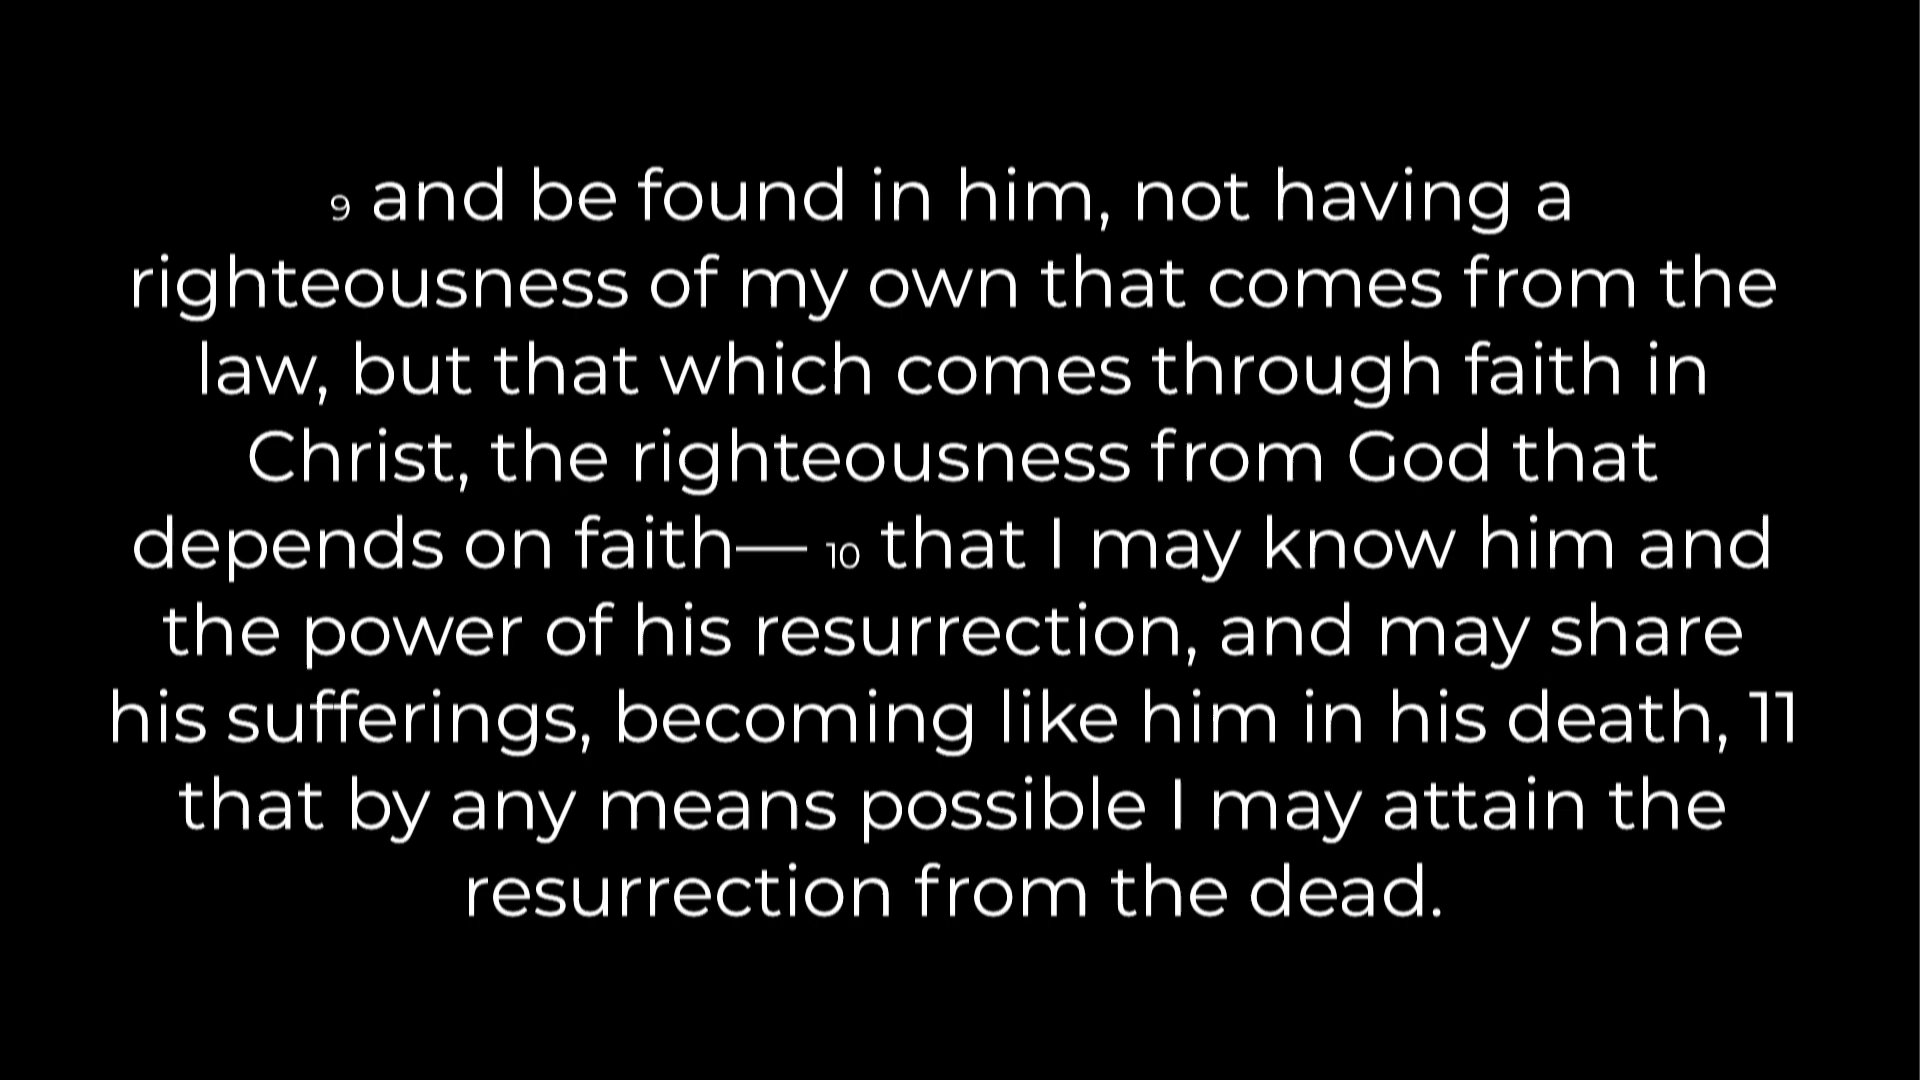 9 and be found in him, not having a
righteousness of my own that comes from the
law, but that which comes through faith in
Christ, the righteousness from God that
depends on faith— 10 that I may know him and
the power of his resurrection, and may share
his sufferings, becoming like him in his death, 11
that by any means possible I may attain the
resurrection from the dead.